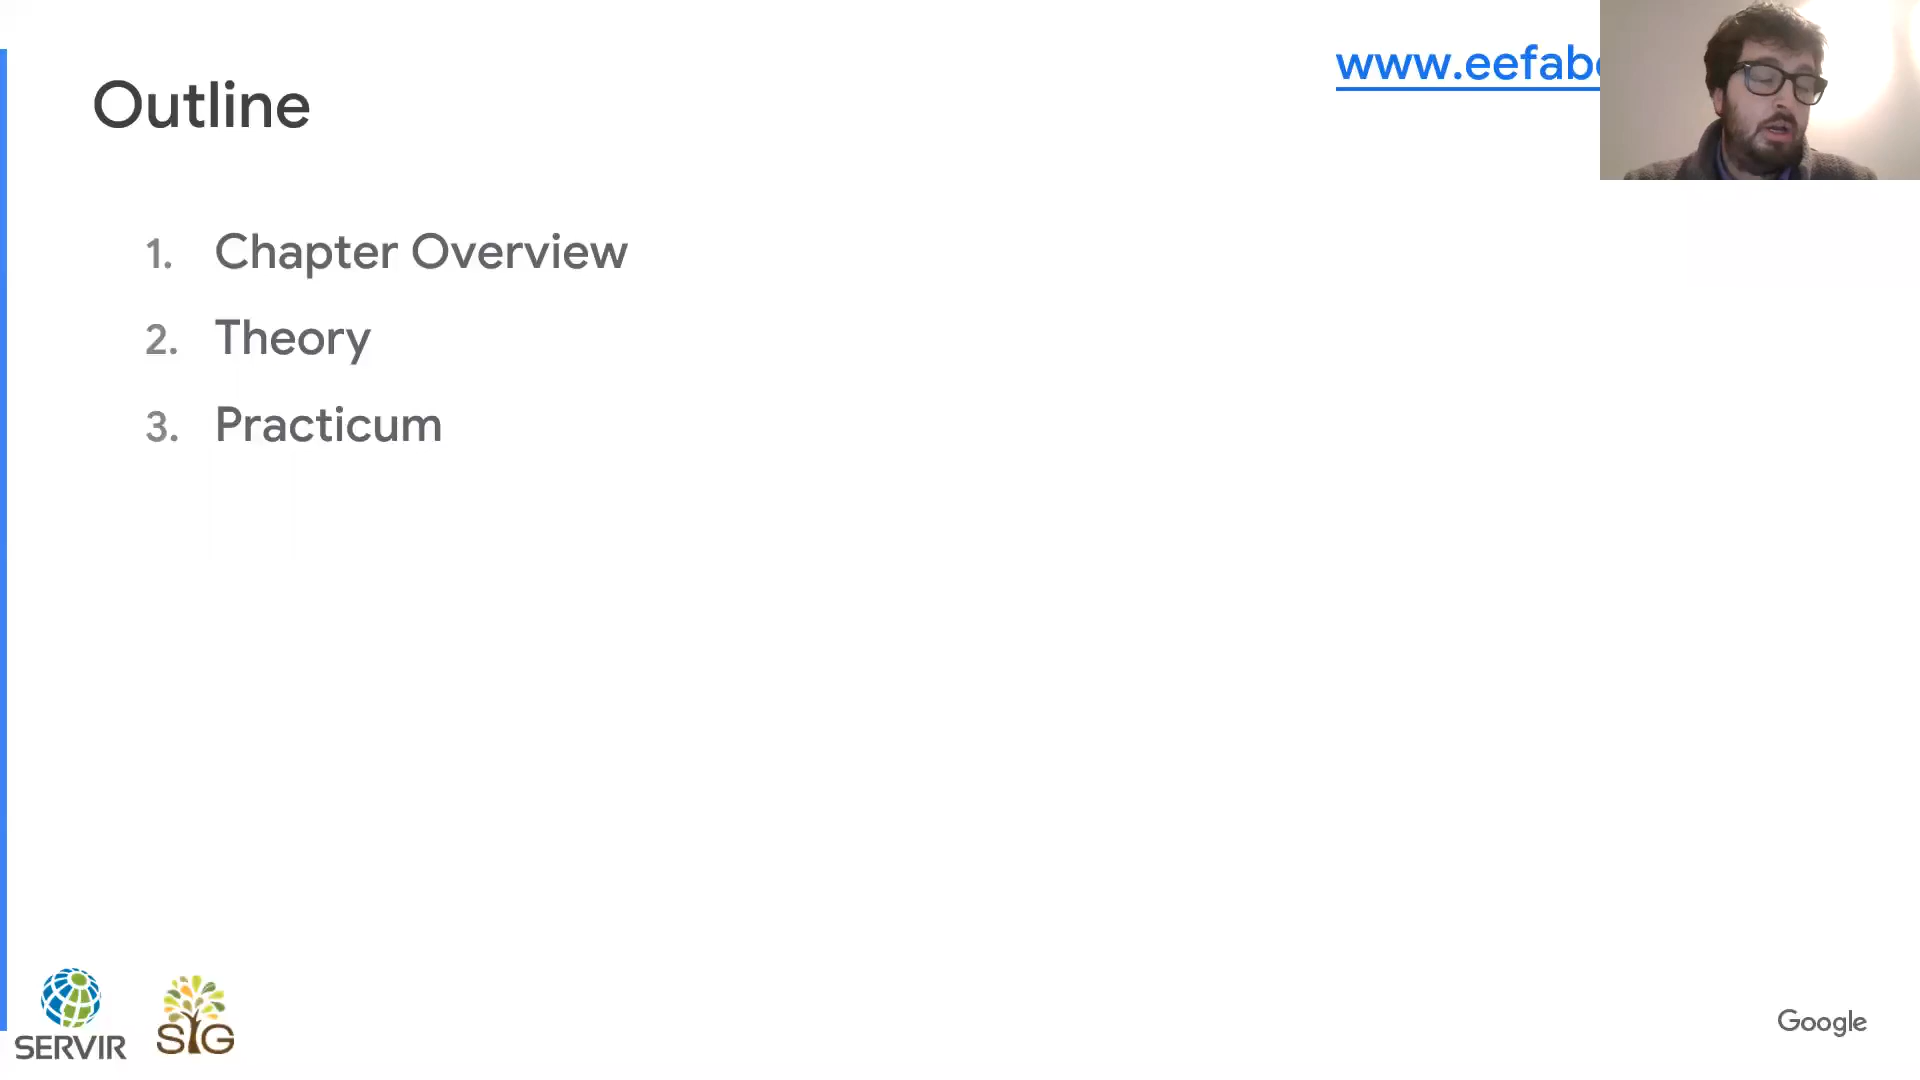 www.eefab
Outline
1. Chapter Overview
2. Theory
3. Practicum
SERVIR
SIG
Google